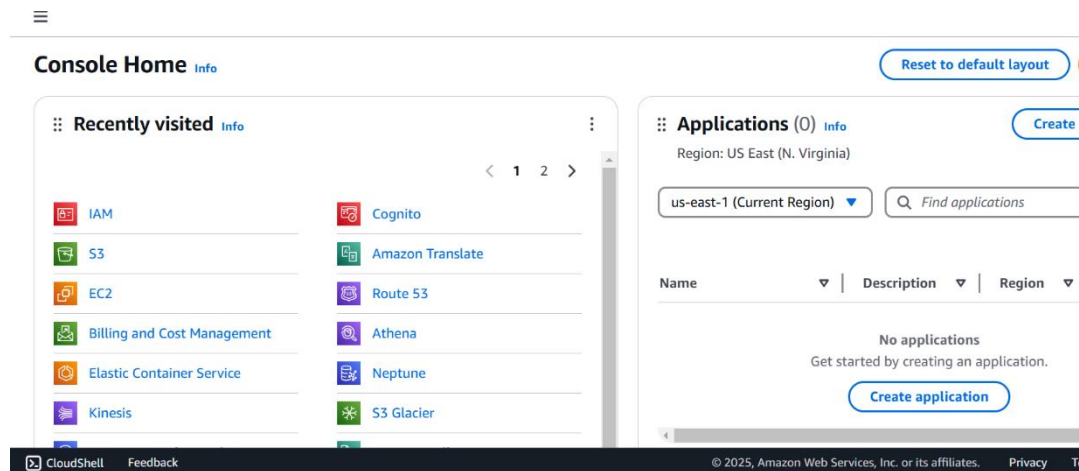 Console Home Info
Reset to default layout
Recently visited Info
1 2
IAM
S3
EC2
Billing and Cost Management
Elastic Container Service
Kinesis
Cognito
Amazon Translate
Route 53
Athena
Neptune
S3 Glacier
Applications (0) Info
Create
Region: US East (N. Virginia)
us-east-1 (Current Region)
Find applications
Name Description Region
No applications
Get started by creating an application.
Create application
CloudShell Feedback
© 2025, Amazon Web Services, Inc. or its affiliates. Privacy